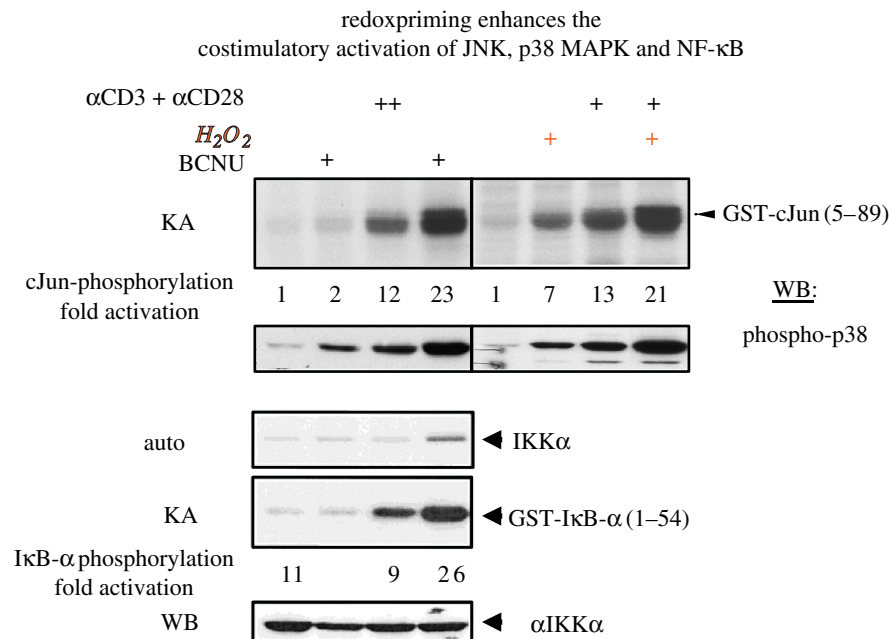 redoxpriming enhances the
costimulatory activation of JNK, p38 MAPK and NF-κB
αCD3 + αCD28 ++ + +
H₂O₂ + +
BCNU + +
KA
GST-cJun (5–89)
cJun-phosphorylation
fold activation
1 2 12 23 1 7 13 21
WB:
phospho-p38
auto
IKKα
KA
GST-IκB-α (1–54)
IκB-α phosphorylation
fold activation
11 9 26
WB
αIKKα